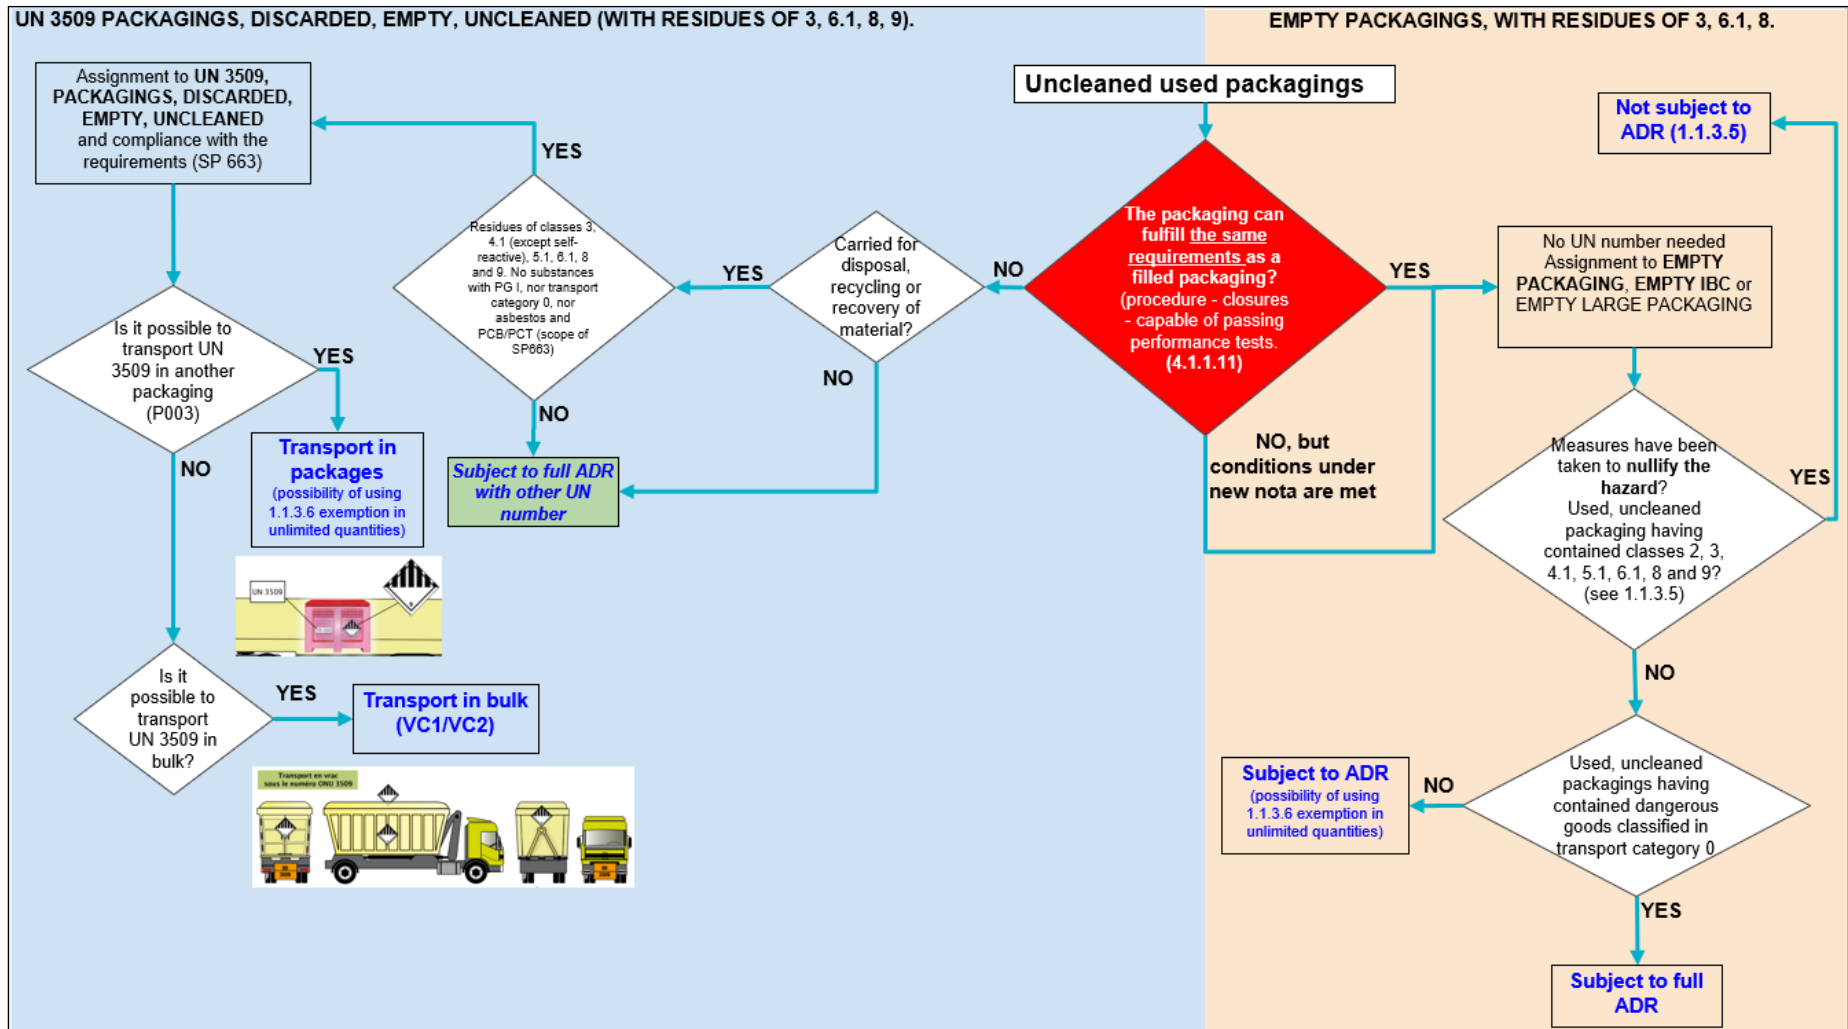 UN 3509 PACKAGINGS, DISCARDED, EMPTY, UNCLEANED (WITH RESIDUES OF 3, 6.1, 8, 9).
EMPTY PACKAGINGS, WITH RESIDUES OF 3, 6.1, 8.
Assignment to UN 3509,
PACKAGINGS, DISCARDED,
EMPTY, UNCLEANED
and compliance with the
requirements (SP 663)
Uncleaned used packagings
Not subject to
ADR (1.1.3.5)
YES
Residues of classes 3,
4.1 (except self-
reactive), 5.1, 6.1, 8
and 9. No substances
with PG I, nor transport
category 0, nor
asbestos and
PCB/PCT (scope of
SP663)
YES
Carried for
disposal,
recycling or
recovery of
material?
NO
The packaging can
fulfill the same
requirements as a
filled packaging?
(procedure - closures
- capable of passing
performance tests.
(4.1.1.11)
YES
No UN number needed
Assignment to EMPTY
PACKAGING, EMPTY IBC or
EMPTY LARGE PACKAGING
Is it possible to
transport UN
3509 in another
packaging
(P003)
YES
NO
NO
NO
Transport in
packages
(possibility of using
1.1.3.6 exemption in
unlimited quantities)
Subject to full ADR
with other UN
number
NO, but
conditions under
new nota are met
Measures have been
taken to nullify the
hazard?
Used, uncleaned
packaging having
contained classes 2, 3,
4.1, 5.1, 6.1, 8 and 9?
(see 1.1.3.5)
YES
UN 3509
9
Is it
possible to
transport
UN 3509 in
bulk?
YES
Transport in bulk
(VC1/VC2)
NO
Used, uncleaned
packagings having
contained dangerous
goods classified in
transport category 0
NO
Subject to ADR
(possibility of using
1.1.3.6 exemption in
unlimited quantities)
Transport en vrac
sous le numéro ONU 3509
YES
Subject to full
ADR